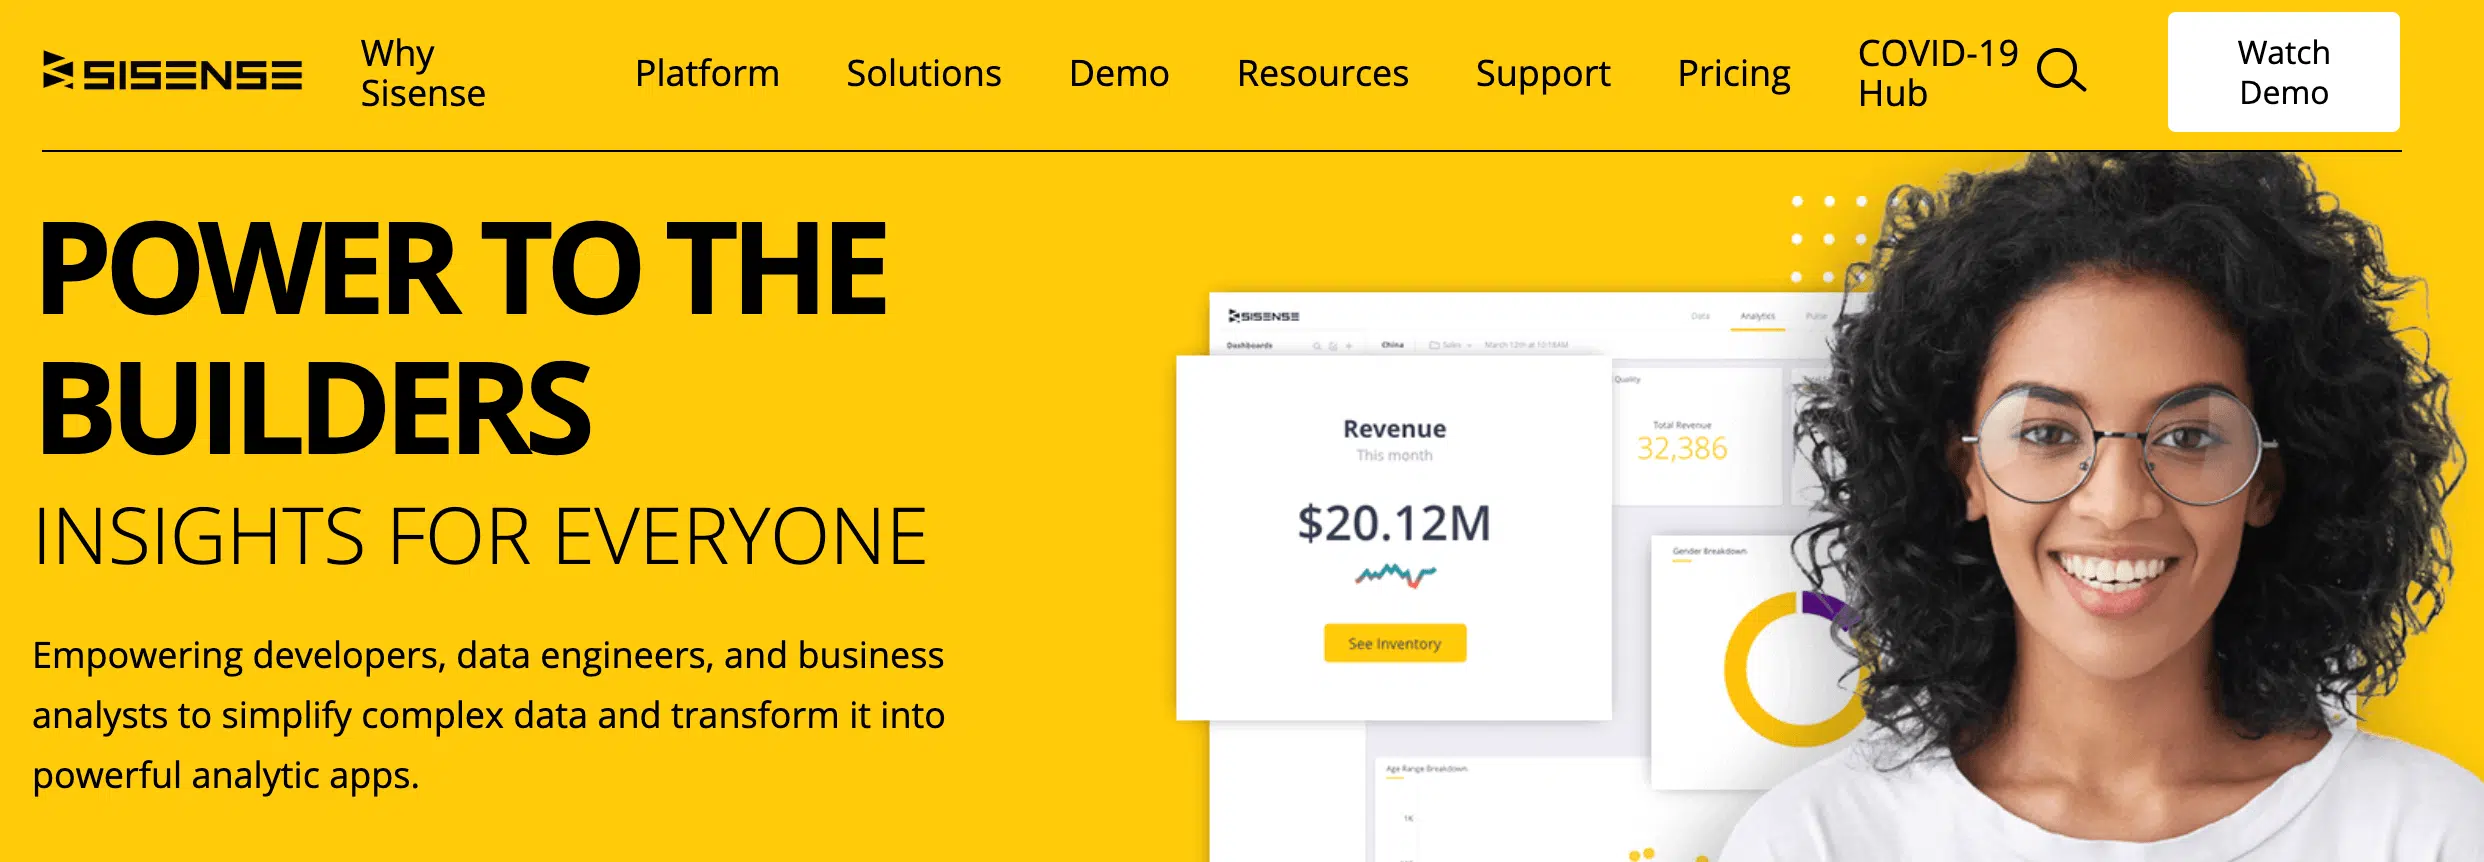 SISENSE
Why
Sisense
Platform
Solutions
Demo
Resources
Support
Pricing
COVID-19
Hub
Watch
Demo
POWER TO THE
BUILDERS
INSIGHTS FOR EVERYONE
Empowering developers, data engineers, and business
analysts to simplify complex data and transform it into
powerful analytic apps.
SISENSE
Data
Analytics
Pulse
Dashboards
China
Sales
March 12th at 10:18AM
Revenue
This month
$20.12M
See Inventory
Quality
Total Revenue
32,386
Gender Breakdown
Age Range Breakdown
1K